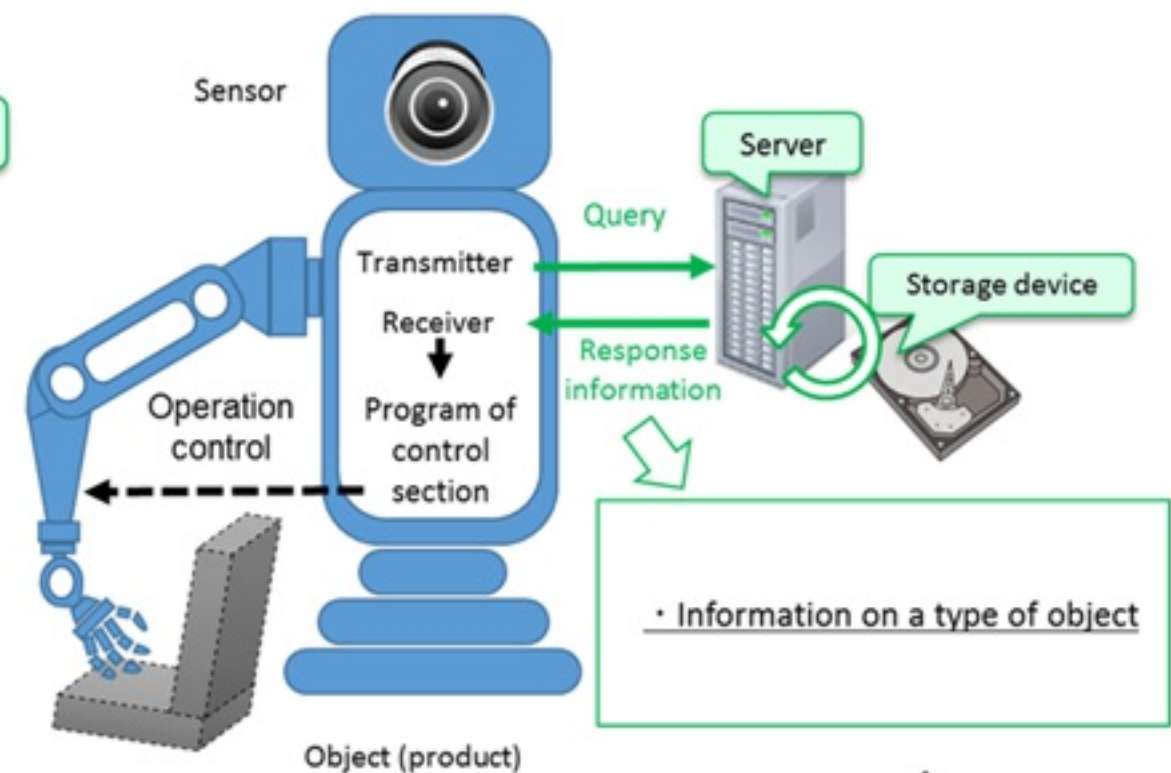 Sensor
Server
Query
Transmitter
Storage device
Receiver
Response
information
Operation
control
Program of
control
section
・Information on a type of object
Object (product)